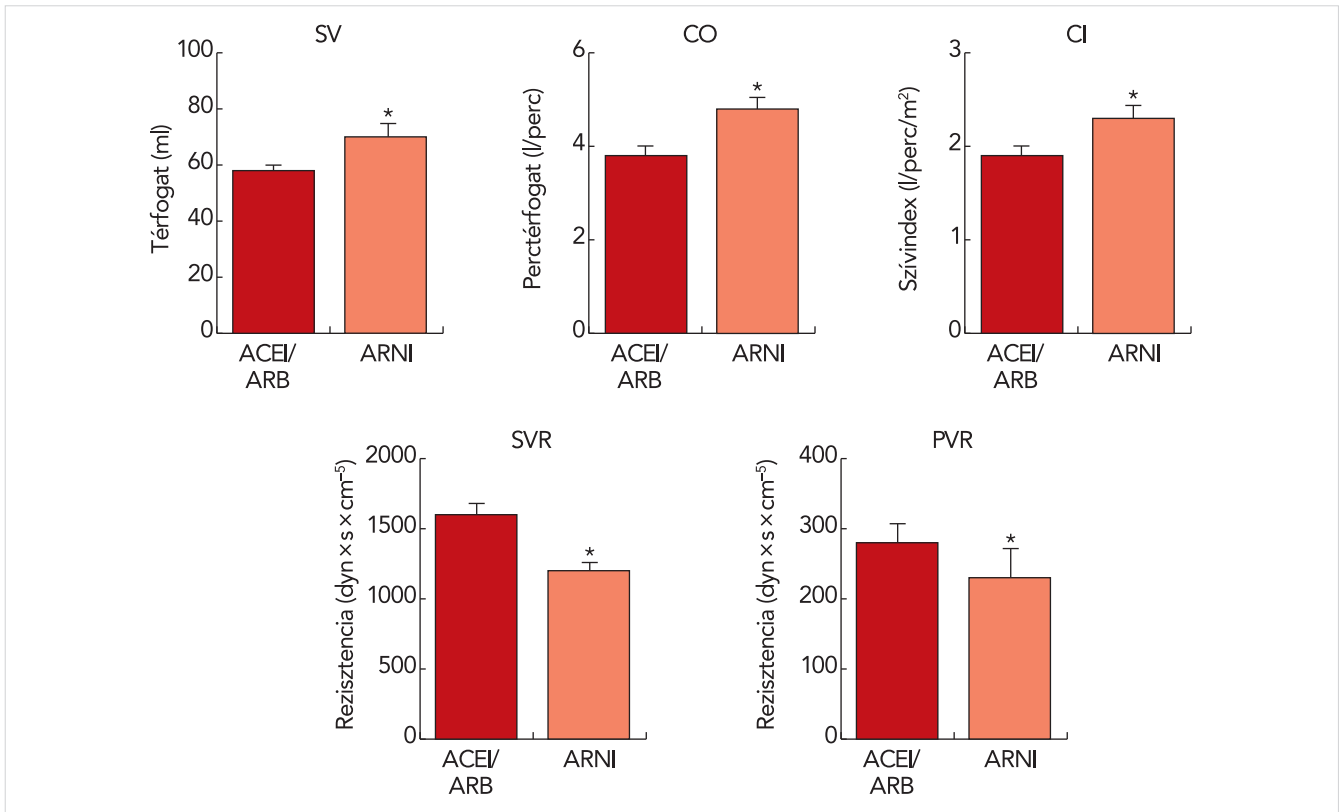 SV
Térfogat (ml)
100
80
60
40
20
0
*
ACEI/
ARB
ARNI
CO
Perctérfogat (l/perc)
6
4
2
0
*
ACEI/
ARB
ARNI
CI
Szívindex (l/perc/m²)
3
2
1
0
*
ACEI/
ARB
ARNI
SVR
Rezisztencia (dyn × s × cm⁻⁵)
2000
1500
1000
500
0
*
ACEI/
ARB
ARNI
PVR
Rezisztencia (dyn × s × cm⁻⁵)
400
300
200
100
0
*
ACEI/
ARB
ARNI